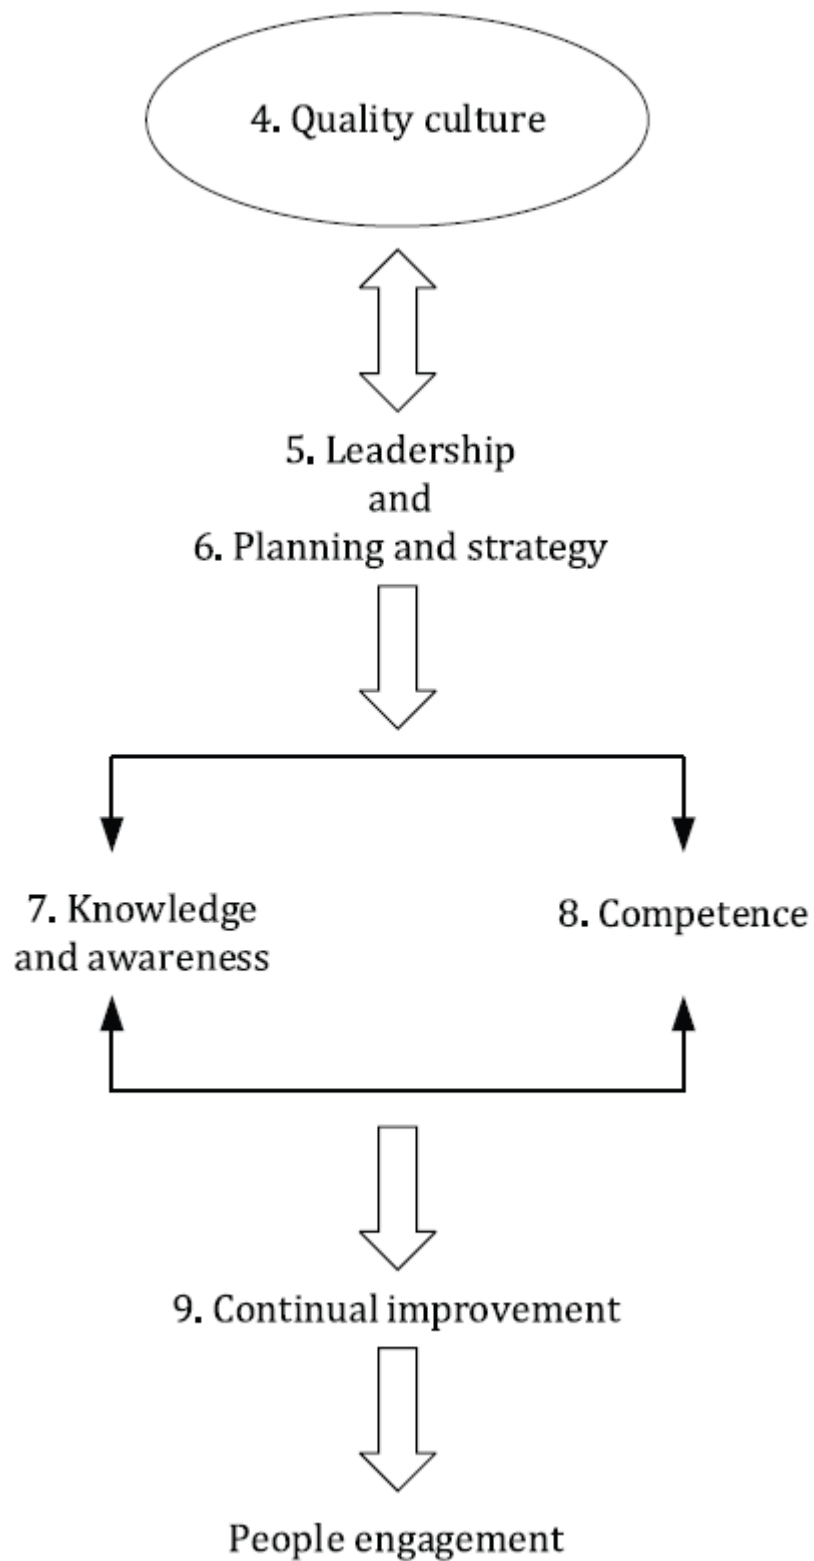 4. Quality culture
5. Leadership
and
6. Planning and strategy
7. Knowledge
and awareness
8. Competence
9. Continual improvement
People engagement